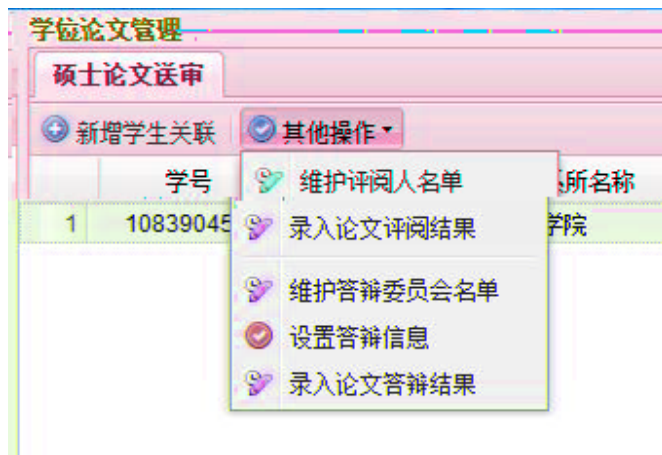 学位论文管理
硕士论文送审
新增学生关联 其他操作
学号 所名称
1 10839045 学院
维护评阅人名单
录入论文评阅结果
维护答辩委员会名单
设置答辩信息
录入论文答辩结果